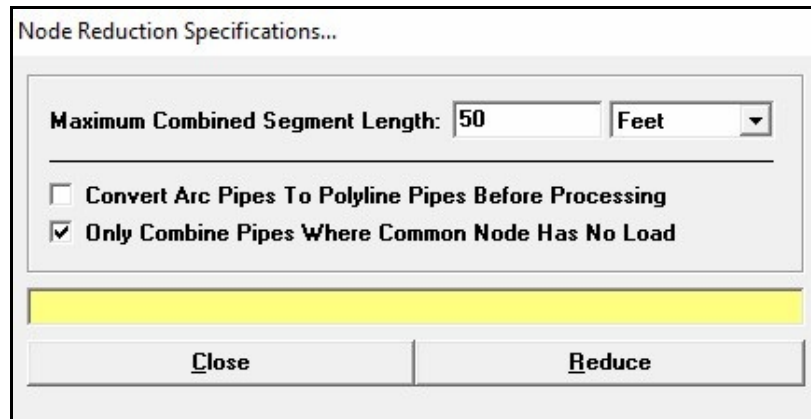 Node Reduction Specifications...
Maximum Combined Segment Length: 50 Feet
Convert Arc Pipes To Polyline Pipes Before Processing
Only Combine Pipes Where Common Node Has No Load
Close Reduce